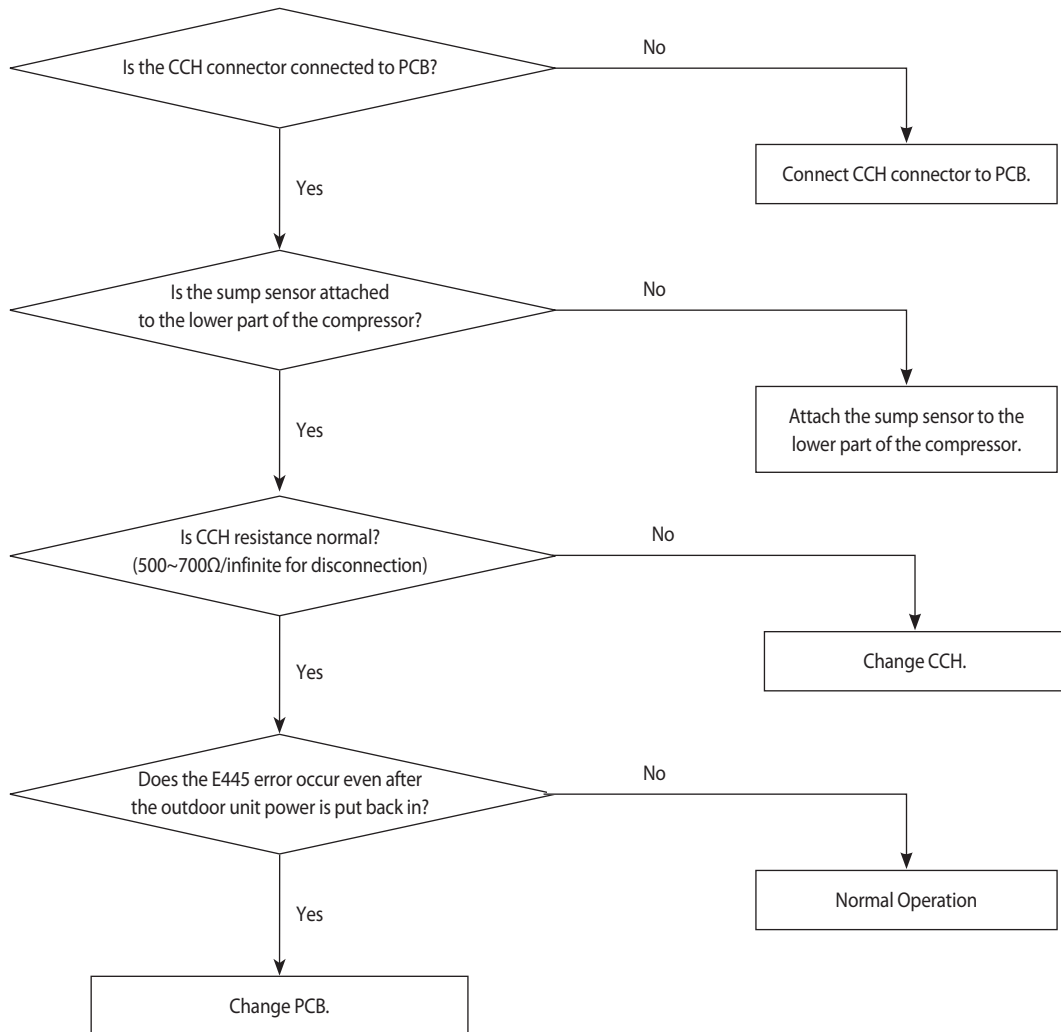 Is the CCH connector connected to PCB?
No
Connect CCH connector to PCB.
Yes
Is the sump sensor attached
to the lower part of the compressor?
No
Attach the sump sensor to the
lower part of the compressor.
Yes
Is CCH resistance normal?
(500~700Ω/infinite for disconnection)
No
Change CCH.
Yes
Does the E445 error occur even after
the outdoor unit power is put back in?
No
Normal Operation
Yes
Change PCB.